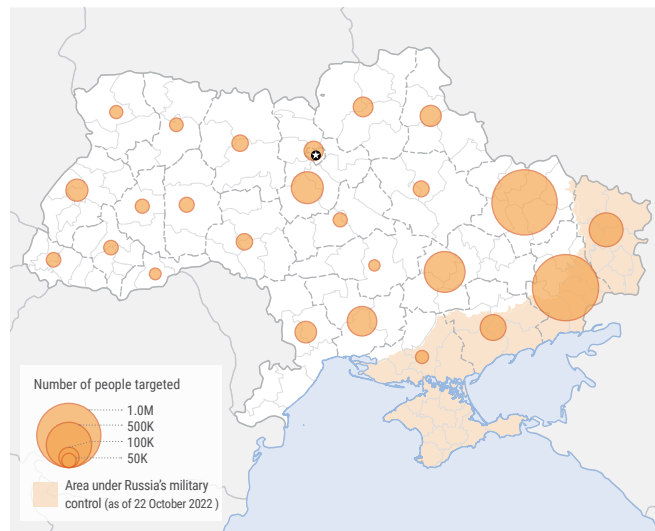 Number of people targeted
1.0M
500K
100K
50K
Area under Russia's military
control (as of 22 October 2022 )